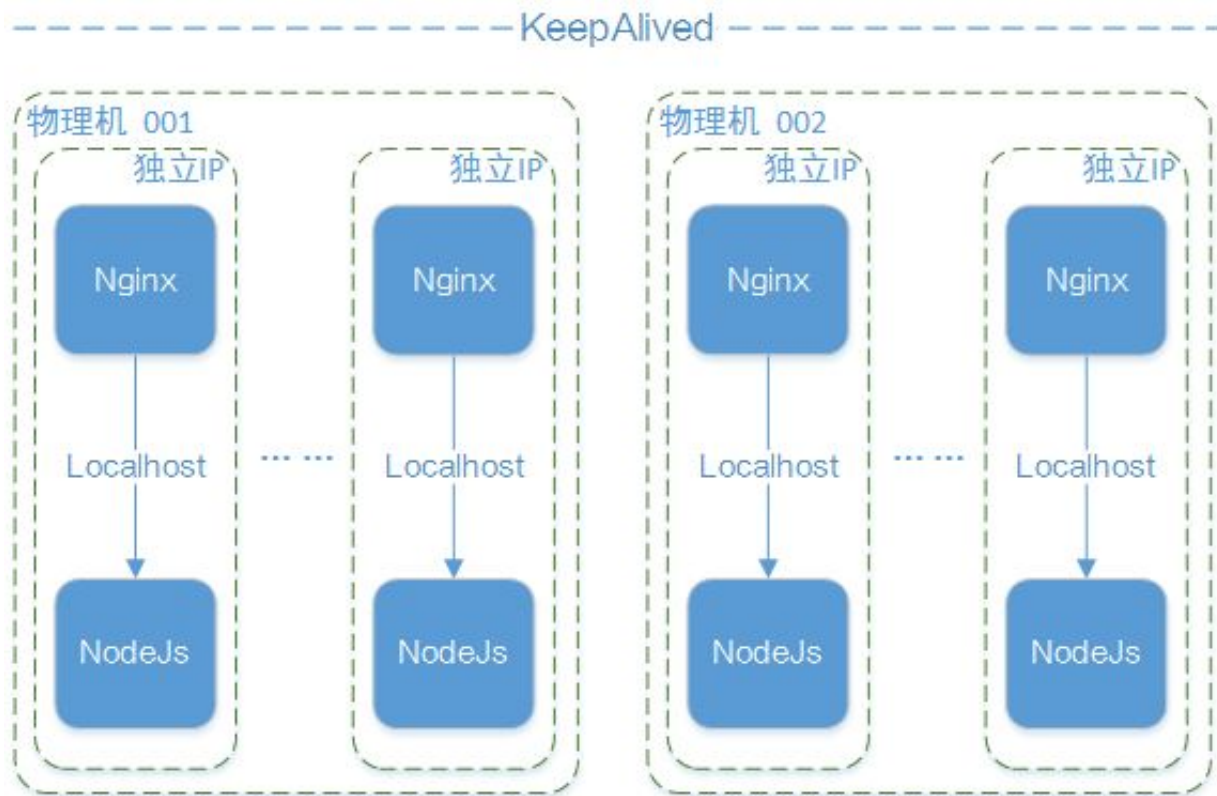 KeepAlived
物理机 001
物理机 002
独立IP
独立IP
独立IP
独立IP
Nginx
Nginx
Nginx
Nginx
Localhost
... ...
Localhost
Localhost
... ...
Localhost
NodeJs
NodeJs
NodeJs
NodeJs